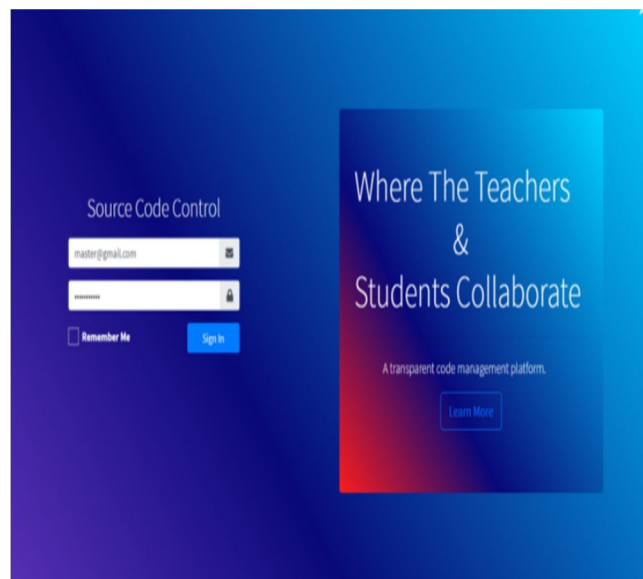 Source Code Control
master@gmail.com
Remember Me
Sign In
Where The Teachers
&
Students Collaborate
A transparent code management platform.
Learn More